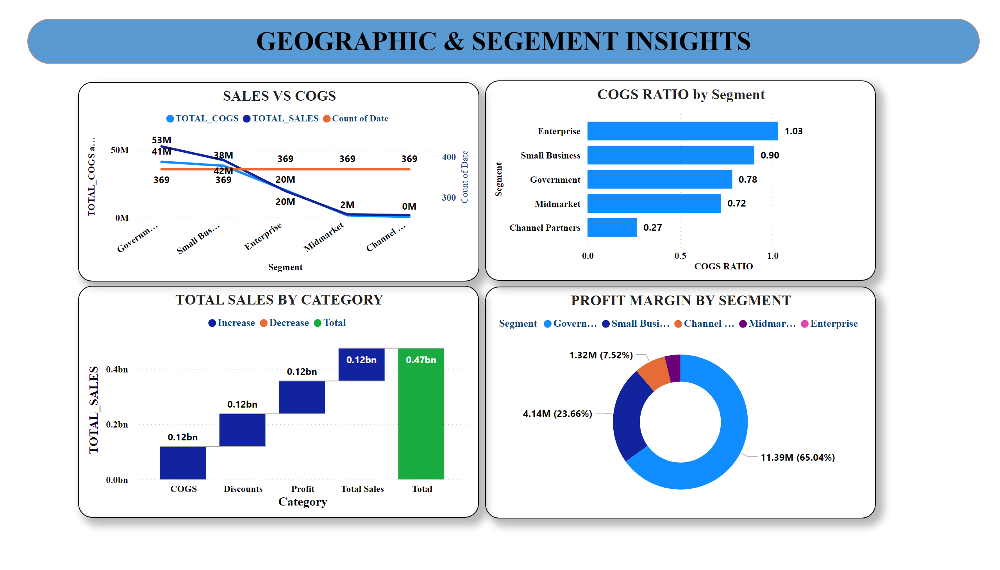 GEOGRAPHIC & SEGEMENT INSIGHTS
SALES VS COGS
TOTAL_COGS TOTAL_SALES Count of Date
TOTAL_COGS a...
50M
0M
53M
41M
369
38M
42M
369
369
20M
20M
369
2M
369
0M
400
300
Count of Date
Governm...
Small Bus...
Enterprise
Midmarket
Channel ...
Segment
COGS RATIO by Segment
Segment
Enterprise 1.03
Small Business 0.90
Government 0.78
Midmarket 0.72
Channel Partners 0.27
0.0 0.5 1.0
COGS RATIO
TOTAL SALES BY CATEGORY
Increase Decrease Total
TOTAL_SALES
0.4bn
0.2bn
0.0bn
0.12bn
0.12bn
0.12bn
0.12bn
0.47bn
COGS Discounts Profit Total Sales Total
Category
PROFIT MARGIN BY SEGMENT
Segment Govern... Small Busi... Channel ... Midmar... Enterprise
1.32M (7.52%)
4.14M (23.66%)
11.39M (65.04%)